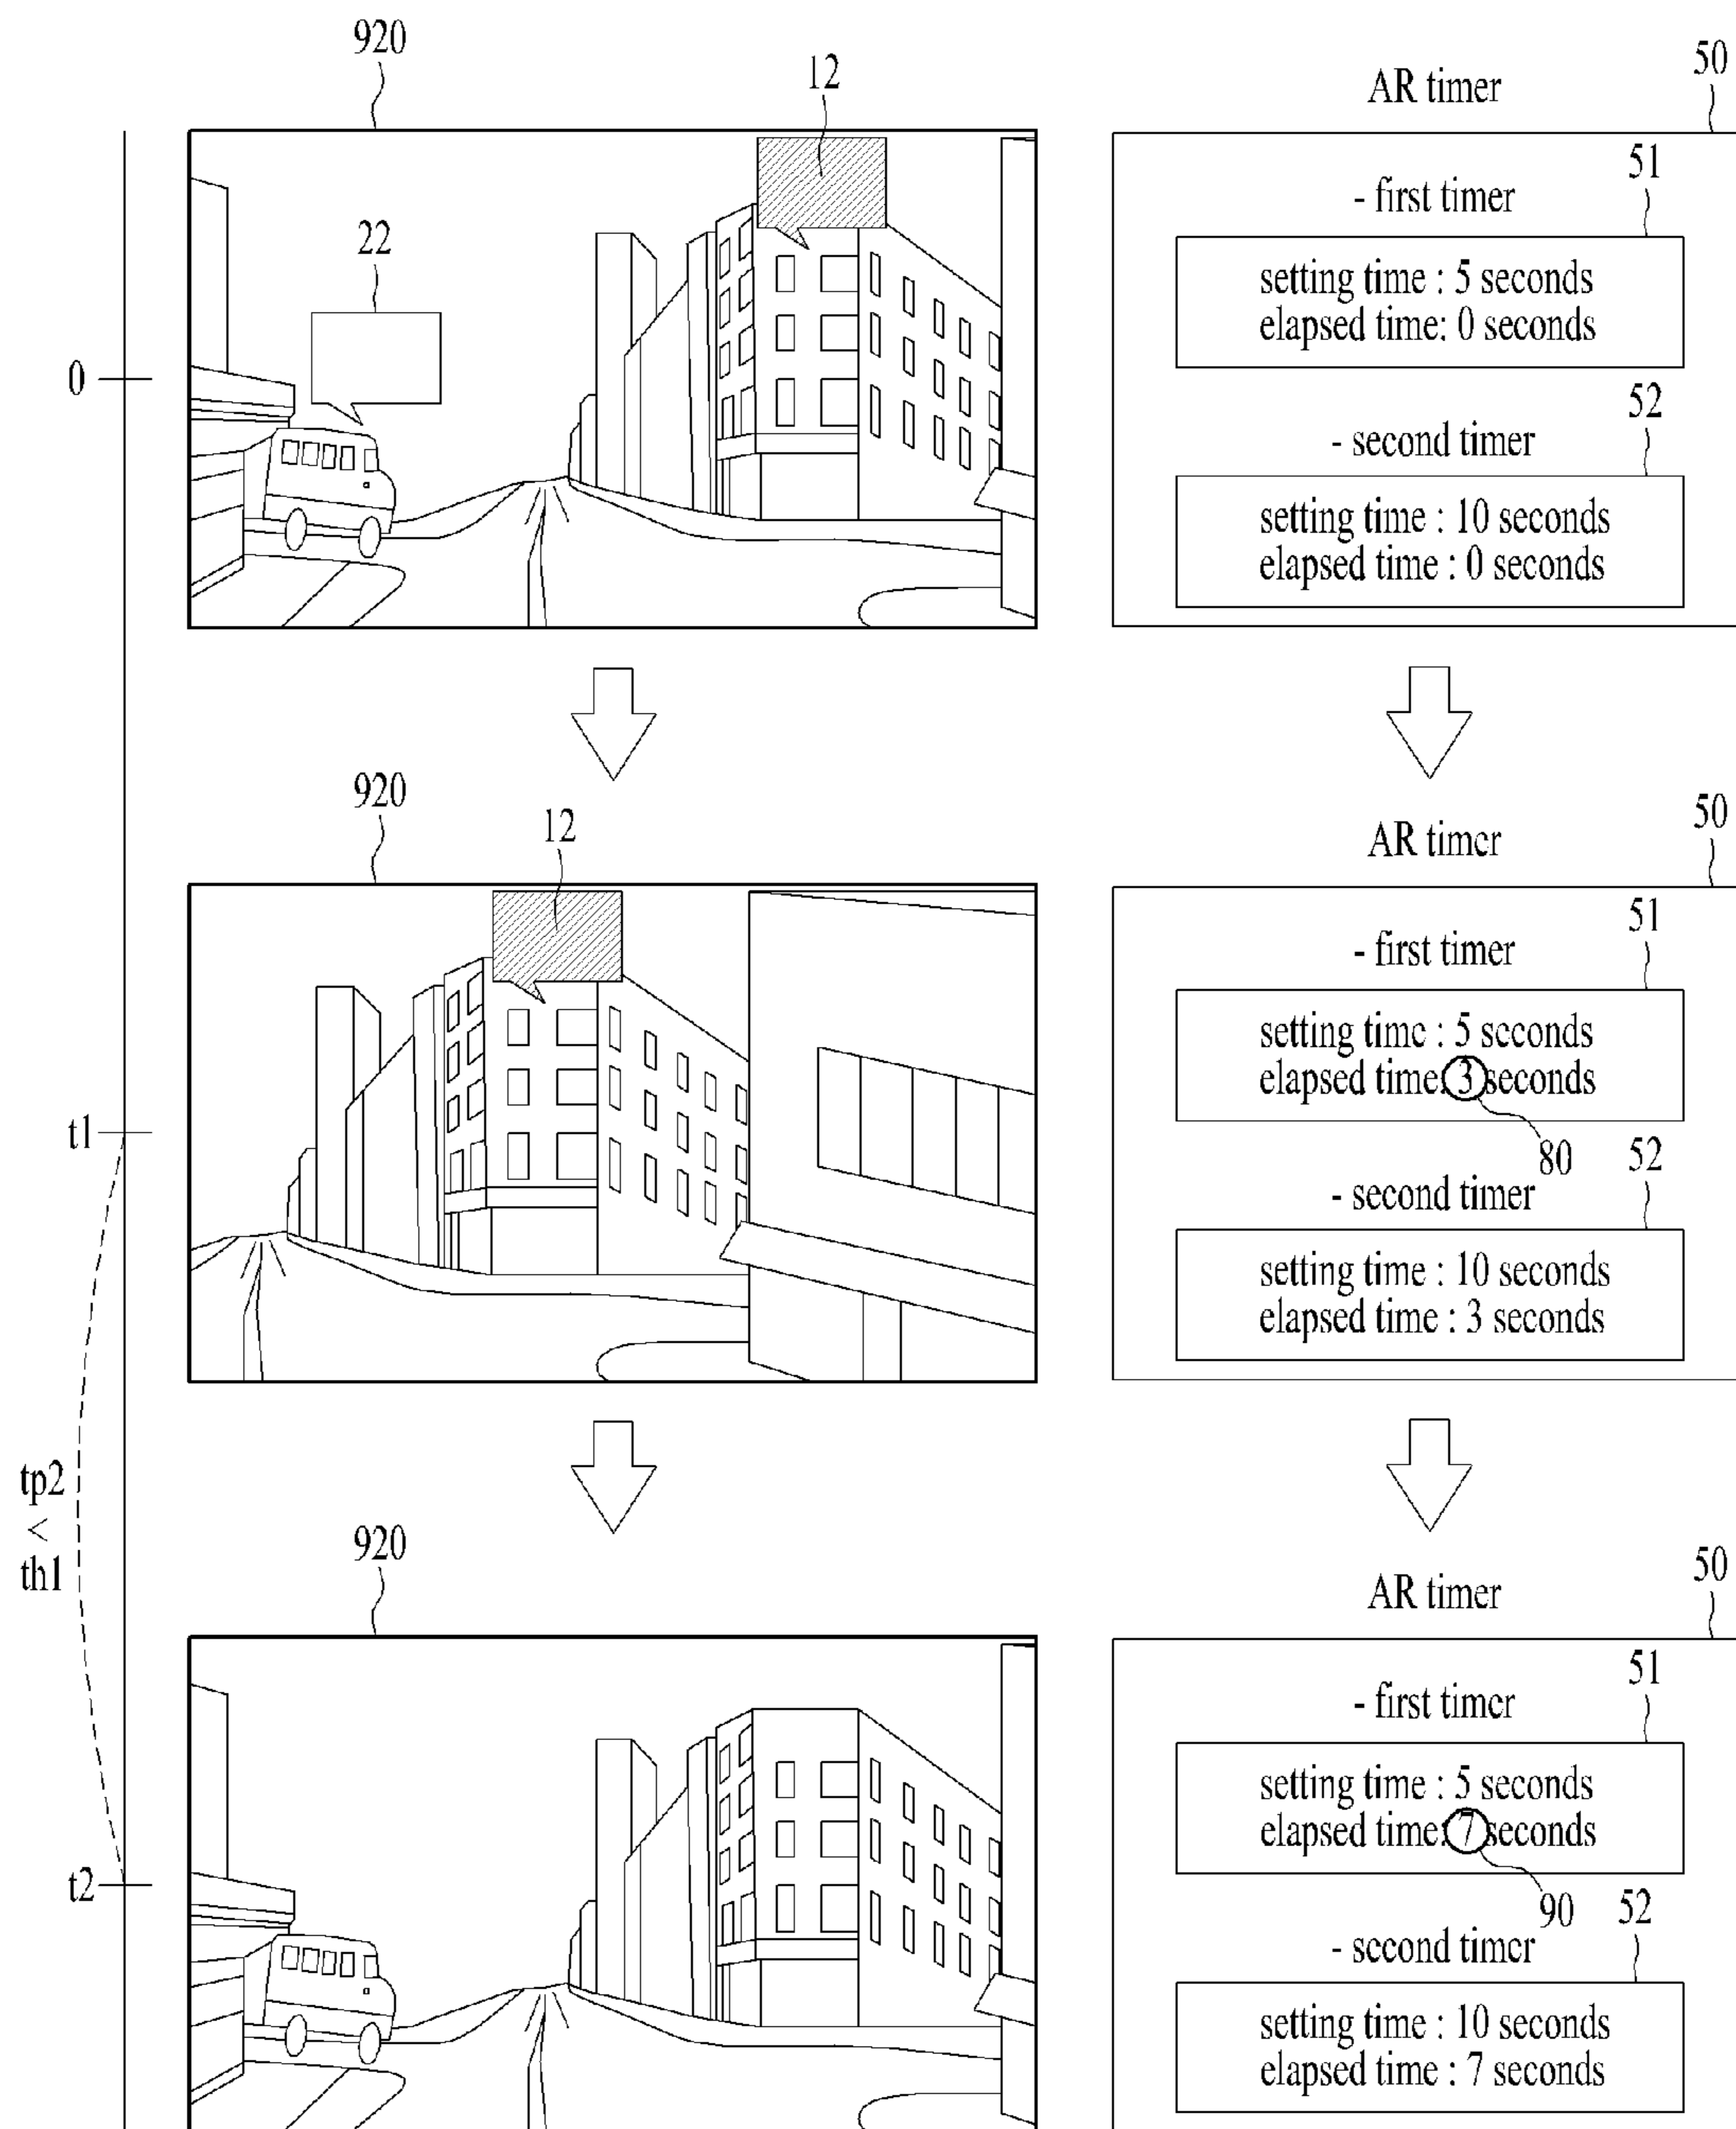 920
12
AR timer
50
22
- first timer
51
setting time : 5 seconds
elapsed time: 0 seconds
0
- second timer
52
setting time : 10 seconds
elapsed time : 0 seconds
920
12
AR timer
50
- first timer
51
setting time : 5 seconds
elapsed time: 3 seconds
80
t1
- second timer
52
setting time : 10 seconds
elapsed time : 3 seconds
tp2
<
th1
920
AR timer
50
- first timer
51
setting time : 5 seconds
elapsed time: 7 seconds
90
t2
- second timer
52
setting time : 10 seconds
elapsed time : 7 seconds